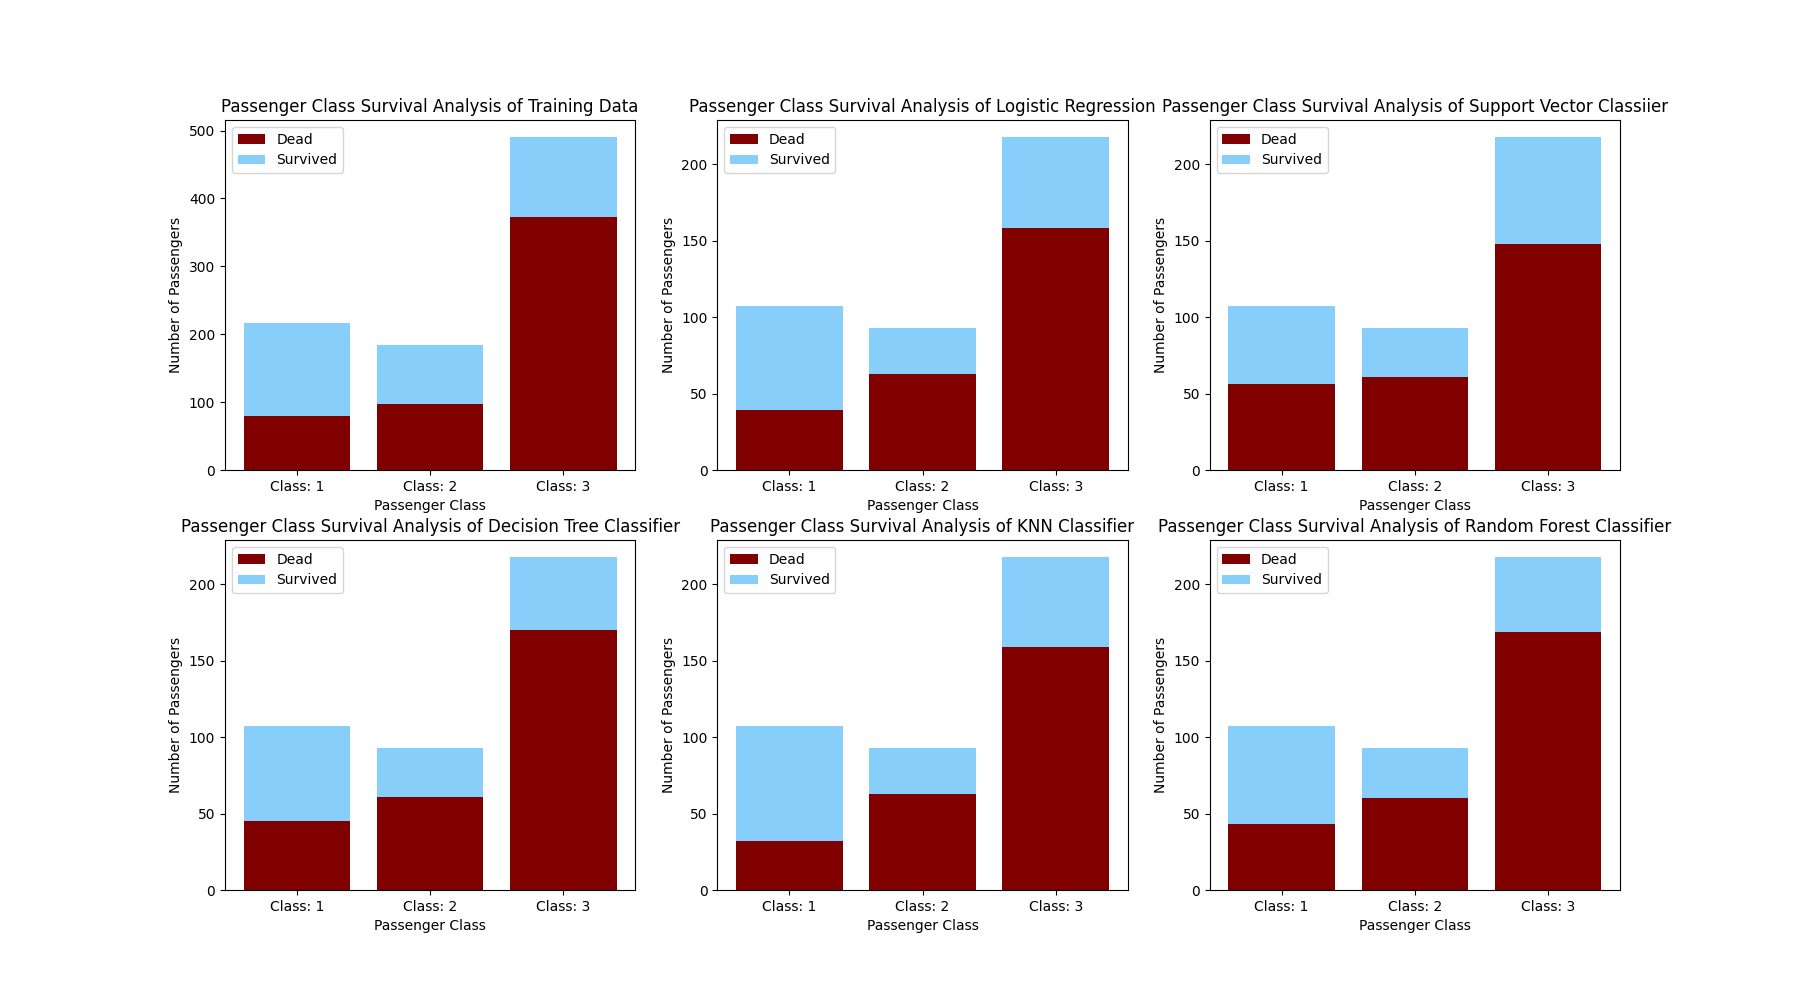 Passenger Class Survival Analysis of Training Data
Dead
Survived
Number of Passengers
500
400
300
200
100
0
Class: 1 Class: 2 Class: 3
Passenger Class
Passenger Class Survival Analysis of Logistic Regression
Dead
Survived
Number of Passengers
200
150
100
50
0
Class: 1 Class: 2 Class: 3
Passenger Class
Passenger Class Survival Analysis of Support Vector Classiier
Dead
Survived
Number of Passengers
200
150
100
50
0
Class: 1 Class: 2 Class: 3
Passenger Class
Passenger Class Survival Analysis of Decision Tree Classifier
Dead
Survived
Number of Passengers
200
150
100
50
0
Class: 1 Class: 2 Class: 3
Passenger Class
Passenger Class Survival Analysis of KNN Classifier
Dead
Survived
Number of Passengers
200
150
100
50
0
Class: 1 Class: 2 Class: 3
Passenger Class
Passenger Class Survival Analysis of Random Forest Classifier
Dead
Survived
Number of Passengers
200
150
100
50
0
Class: 1 Class: 2 Class: 3
Passenger Class